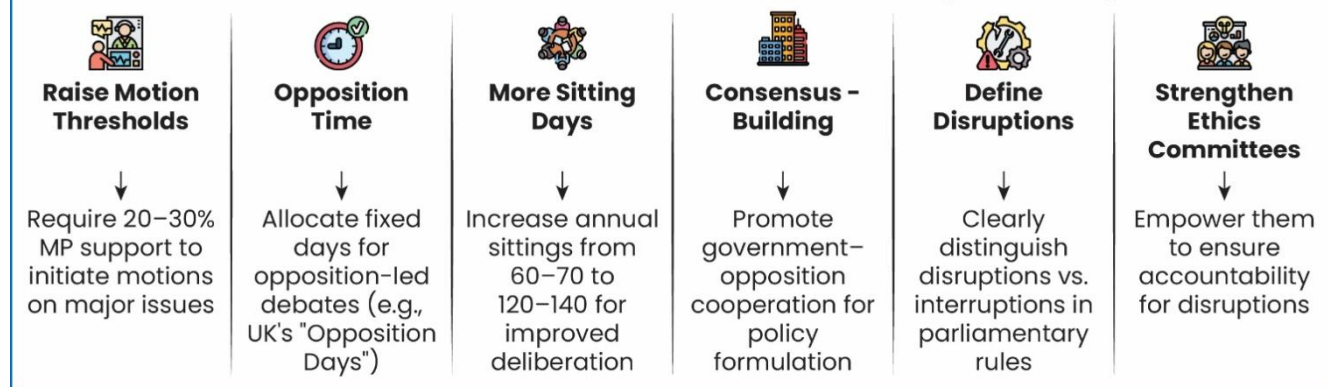 Raise Motion
Thresholds
Require 20–30%
MP support to
initiate motions
on major issues
Opposition
Time
Allocate fixed
days for
opposition-led
debates (e.g.,
UK's "Opposition
Days")
More Sitting
Days
Increase annual
sittings from
60–70 to
120–140 for
improved
deliberation
Consensus -
Building
Promote
government–
opposition
cooperation for
policy
formulation
Define
Disruptions
Clearly
distinguish
disruptions vs.
interruptions in
parliamentary
rules
Strengthen
Ethics
Committees
Empower them
to ensure
accountability
for disruptions